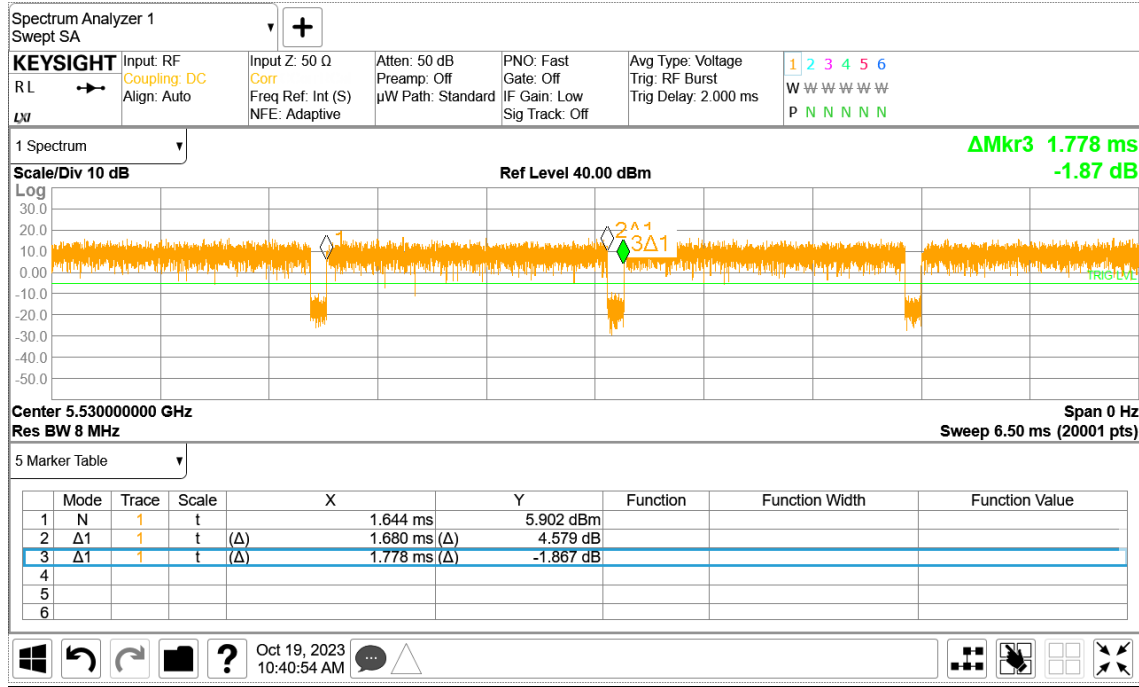 Spectrum Analyzer 1
Swept SA
KEYSIGHT Input: RF Input Z: 50 Ω Atten: 50 dB PNO: Fast Avg Type: Voltage 1 2 3 4 5 6
RL Coupling: DC Corr Preamp: Off Gate: Off Trig: RF Burst W W W W W W
Align: Auto Freq Ref: Int (S) µW Path: Standard IF Gain: Low Trig Delay: 2.000 ms
LXI NFE: Adaptive Sig Track: Off P N N N N N
1 Spectrum ΔMkr3 1.778 ms
Scale/Div 10 dB Ref Level 40.00 dBm -1.87 dB
Log
30.0
20.0 2Δ1
1 3Δ1
10.0
0.00 TRIG LVL
-10.0
-20.0
-30.0
-40.0
-50.0
Center 5.530000000 GHz Span 0 Hz
Res BW 8 MHz Sweep 6.50 ms (20001 pts)
5 Marker Table
Mode Trace Scale X Y Function Function Width Function Value
1 N 1 t 1.644 ms 5.902 dBm
2 Δ1 1 t (Δ) 1.680 ms (Δ) 4.579 dB
3 Δ1 1 t (Δ) 1.778 ms (Δ) -1.867 dB
4
5
6
? Oct 19, 2023
10:40:54 AM